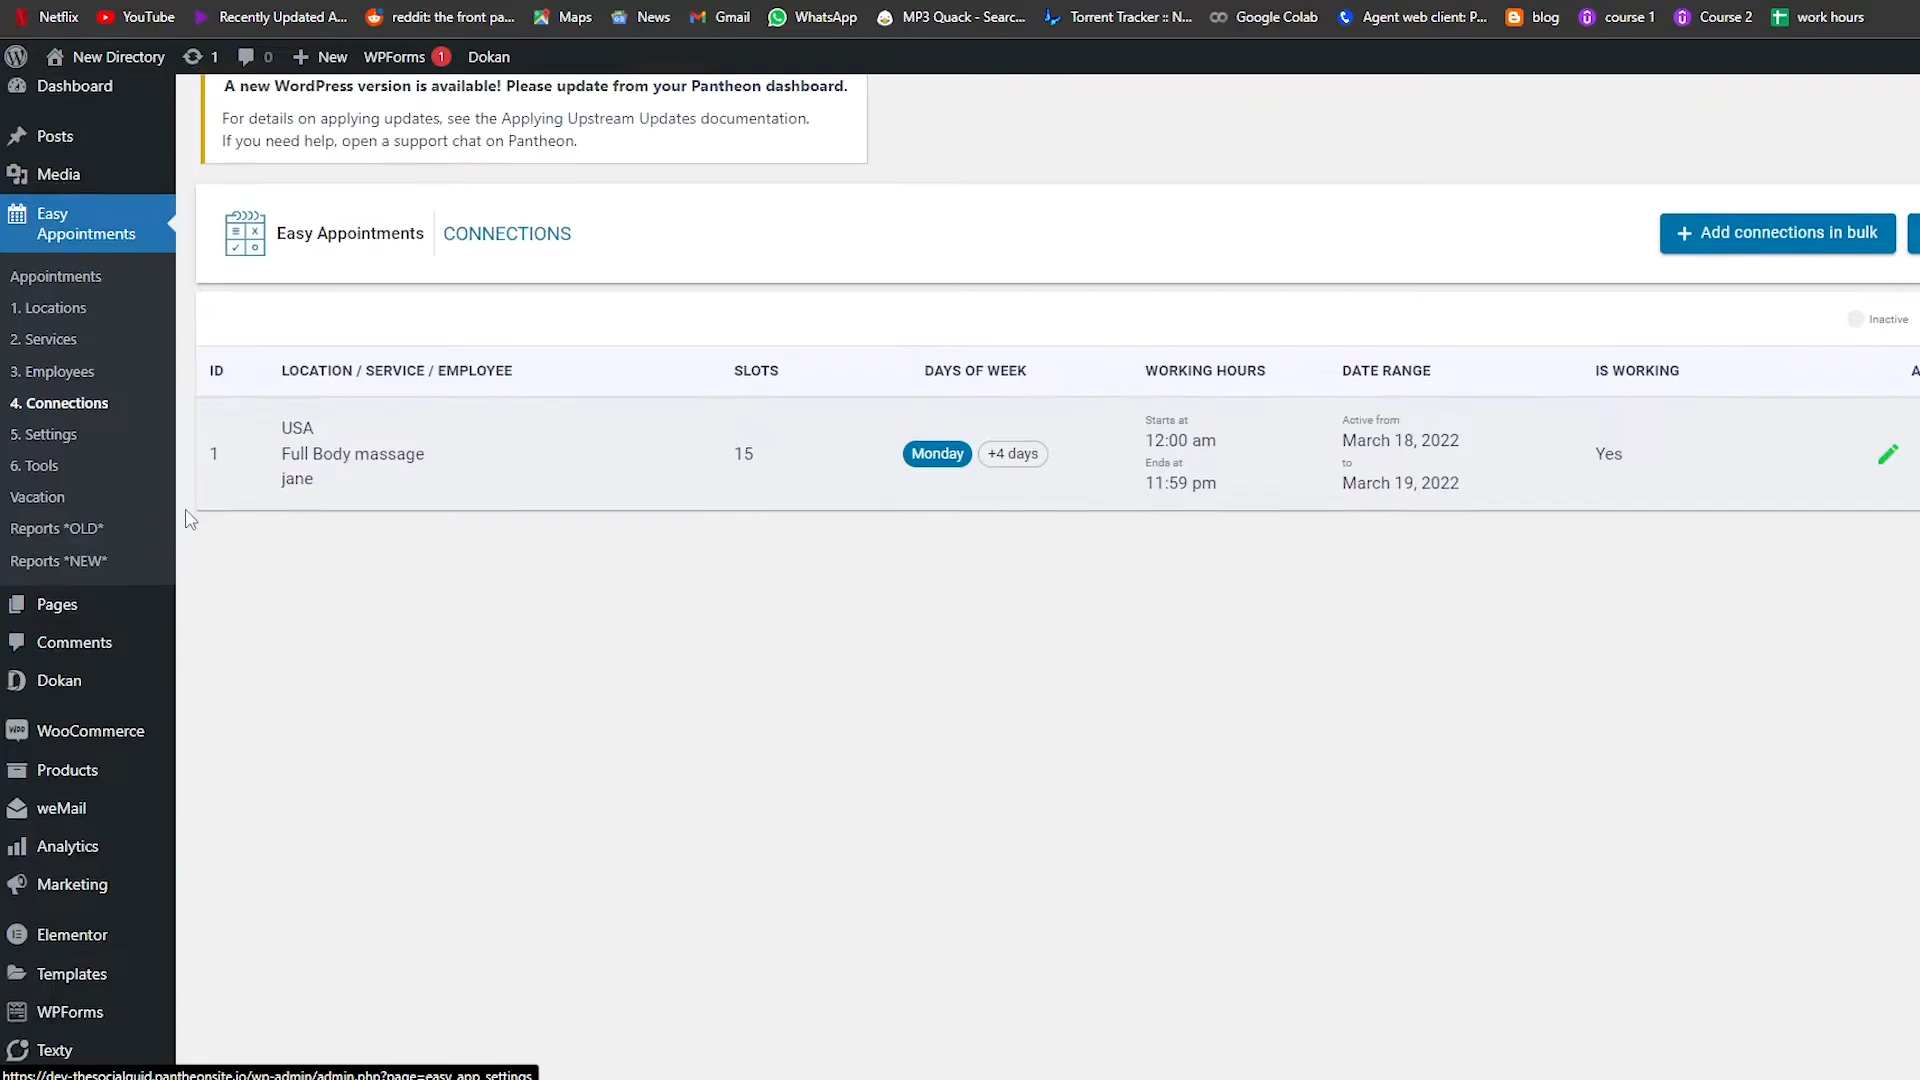 Netflix YouTube Recently Updated A... reddit: the front pa... Maps News Gmail WhatsApp MP3 Quack - Searc... Torrent Tracker :: N... Google Colab Agent web client: P... blog course 1 Course 2 work hours
New Directory 1 0 New WPForms 1 Dokan
Dashboard
Posts
Media
Easy
Appointments
Appointments
1. Locations
2. Services
3. Employees
4. Connections
5. Settings
6. Tools
Vacation
Reports *OLD*
Reports *NEW*
Pages
Comments
Dokan
WooCommerce
Products
weMail
Analytics
Marketing
Elementor
Templates
WPForms
Texty
A new WordPress version is available! Please update from your Pantheon dashboard.
For details on applying updates, see the Applying Upstream Updates documentation.
If you need help, open a support chat on Pantheon.
Easy Appointments CONNECTIONS
+ Add connections in bulk
Inactive
ID LOCATION / SERVICE / EMPLOYEE SLOTS DAYS OF WEEK WORKING HOURS DATE RANGE IS WORKING A
1
USA
Full Body massage
jane
15
Monday +4 days
Starts at
12:00 am
Ends at
11:59 pm
Active from
March 18, 2022
to
March 19, 2022
Yes
https://dev-thesocialguid.pantheonsite.io/wp-admin/admin.php?page=easy_app_settings